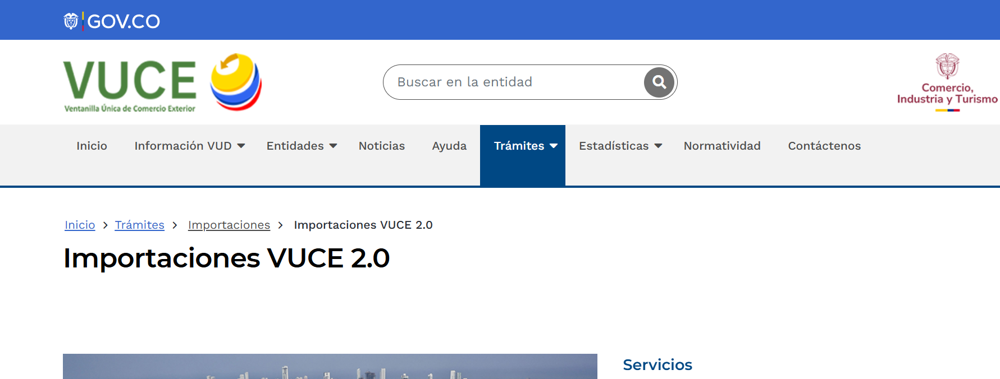 GOV.CO
VUCE
Ventanilla Única de Comercio Exterior
Buscar en la entidad
Comercio,
Industria y Turismo
Inicio Información VUD Entidades Noticias Ayuda Trámites Estadísticas Normatividad Contáctenos
Inicio > Trámites > Importaciones > Importaciones VUCE 2.0
Importaciones VUCE 2.0
Servicios